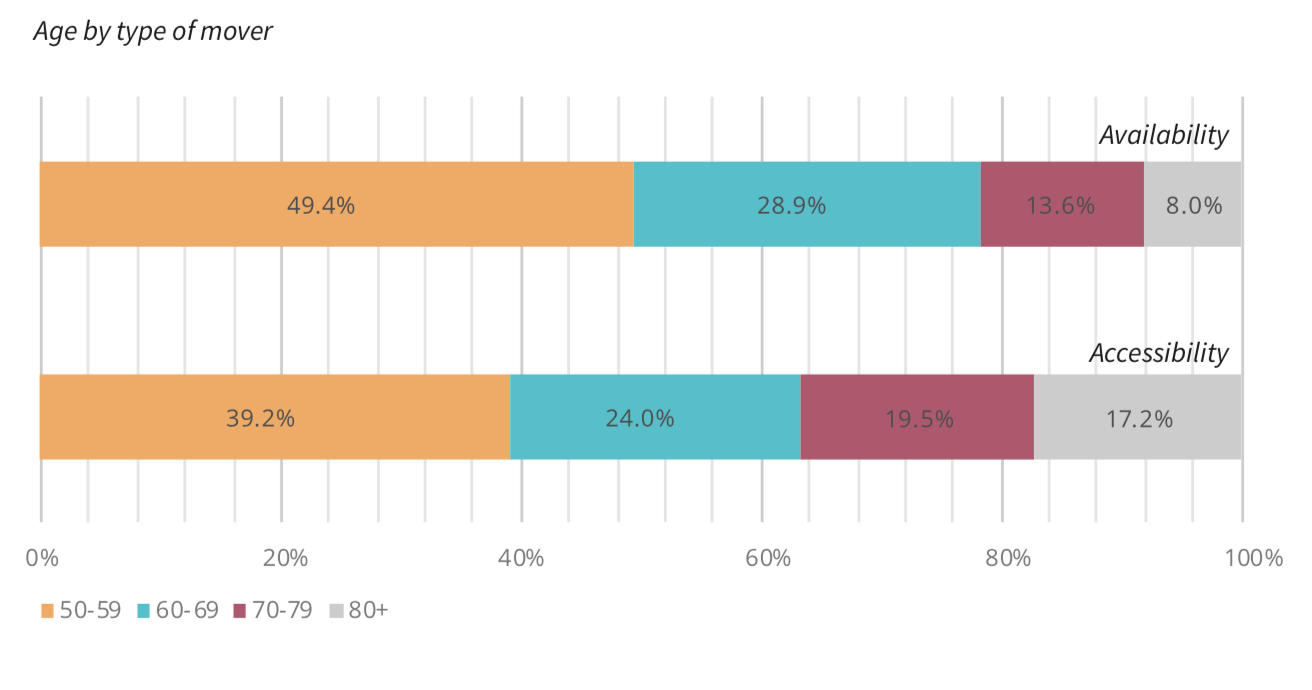 Age by type of mover
Availability
49.4% 28.9% 13.6% 8.0%
Accessibility
39.2% 24.0% 19.5% 17.2%
0% 20% 40% 60% 80% 100%
50-59 60-69 70-79 80+